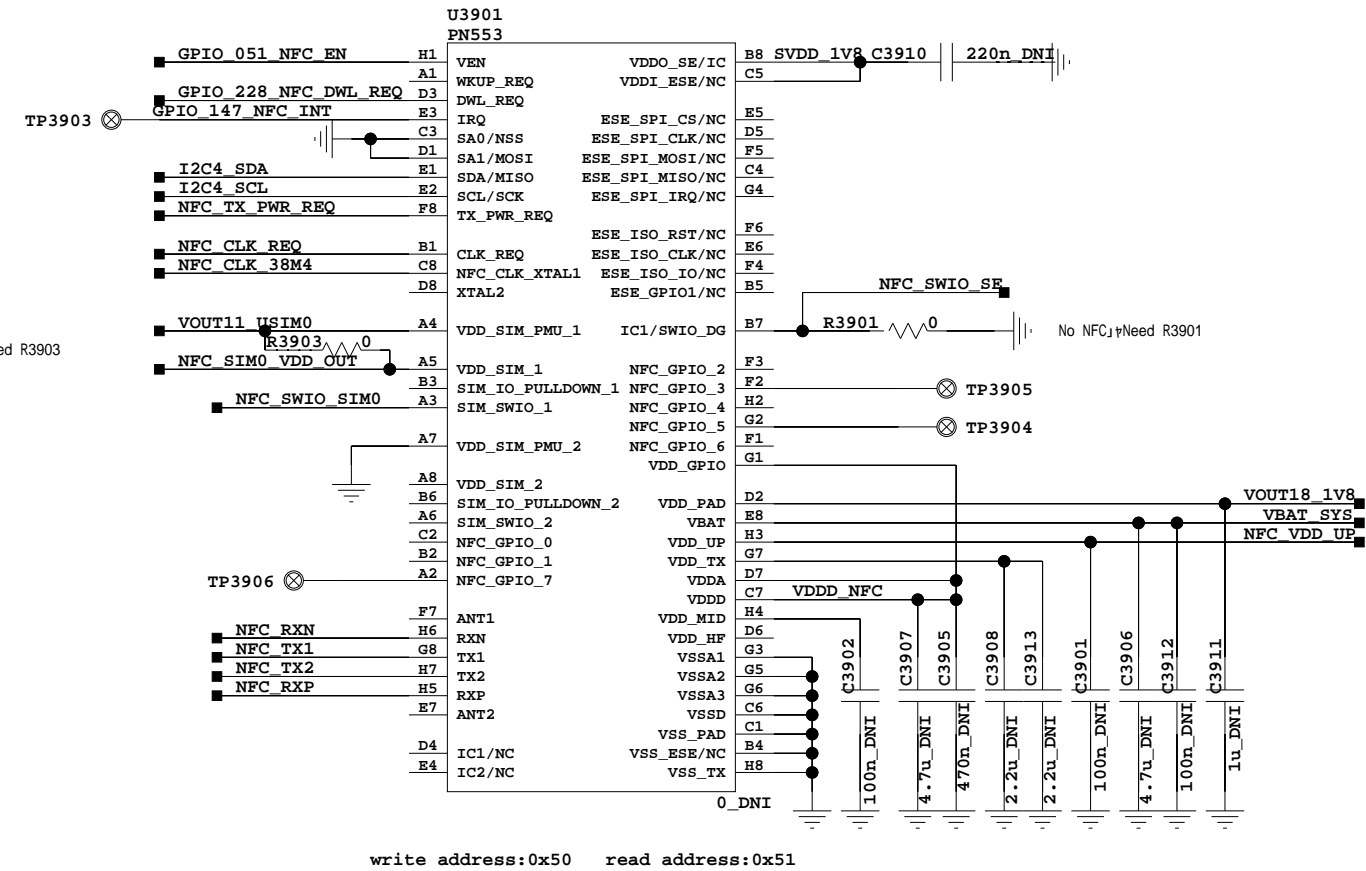 U3901
PN553
GPIO_051_NFC_EN H1 VEN VDDO_SE/IC B8 SVDD_1V8 C3910 220n_DNI
A1 WKUP_REQ VDDI_ESE/NC C5
GPIO_228_NFC_DWL_REQ D3 DWL_REQ
TP3903 GPIO_147_NFC_INT E3 IRQ ESE_SPI_CS/NC E5
C3 SA0/NSS ESE_SPI_CLK/NC D5
D1 SA1/MOSI ESE_SPI_MOSI/NC F5
I2C4_SDA E1 SDA/MISO ESE_SPI_MISO/NC C4
I2C4_SCL E2 SCL/SCK ESE_SPI_IRQ/NC G4
NFC_TX_PWR_REQ F8 TX_PWR_REQ
ESE_ISO_RST/NC F6
NFC_CLK_REQ B1 CLK_REQ ESE_ISO_CLK/NC E6
NFC_CLK_38M4 C8 NFC_CLK_XTAL1 ESE_ISO_IO/NC F4
D8 XTAL2 ESE_GPIO1/NC B5 NFC_SWIO_SE
VOUT11_USIM0 A4 VDD_SIM_PMU_1 IC1/SWIO_DG B7 R3901 0 No NFC Need R3901
ed R3903 R3903 0
NFC_SIM0_VDD_OUT A5 VDD_SIM_1 NFC_GPIO_2 F3
B3 SIM_IO_PULLDOWN_1 NFC_GPIO_3 F2 TP3905
NFC_SWIO_SIM0 A3 SIM_SWIO_1 NFC_GPIO_4 H2
NFC_GPIO_5 G2 TP3904
A7 VDD_SIM_PMU_2 NFC_GPIO_6 F1
VDD_GPIO G1
A8 VDD_SIM_2
B6 SIM_IO_PULLDOWN_2 VDD_PAD D2 VOUT18_1V8
A6 SIM_SWIO_2 VBAT E8 VBAT_SYS
C2 NFC_GPIO_0 VDD_UP H3 NFC_VDD_UP
B2 NFC_GPIO_1 VDD_TX G7
TP3906 A2 NFC_GPIO_7 VDDA D7
VDDD C7 VDDD_NFC
F7 ANT1 VDD_MID H4
NFC_RXN H6 RXN VDD_HF D6
NFC_TX1 G8 TX1 VSSA1 G3
NFC_TX2 H7 TX2 VSSA2 G5
NFC_RXP H5 RXP VSSA3 G6
E7 ANT2 VSSD C6
VSS_PAD C1
D4 IC1/NC VSS_ESE/NC B4
E4 IC2/NC VSS_TX H8
0_DNI
C3902 100n_DNI
C3907 4.7u_DNI
C3905 470n_DNI
C3908 2.2u_DNI
C3913 2.2u_DNI
C3901 100n_DNI
C3906 4.7u_DNI
C3912 100n_DNI
C3911 1u_DNI
write address:0x50 read address:0x51